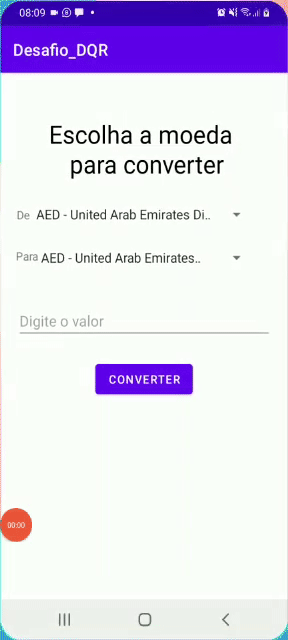 08:09
Desafio_DQR
Escolha a moeda
para converter
De AED - United Arab Emirates Di..
Para AED - United Arab Emirates..
Digite o valor
CONVERTER
00:00